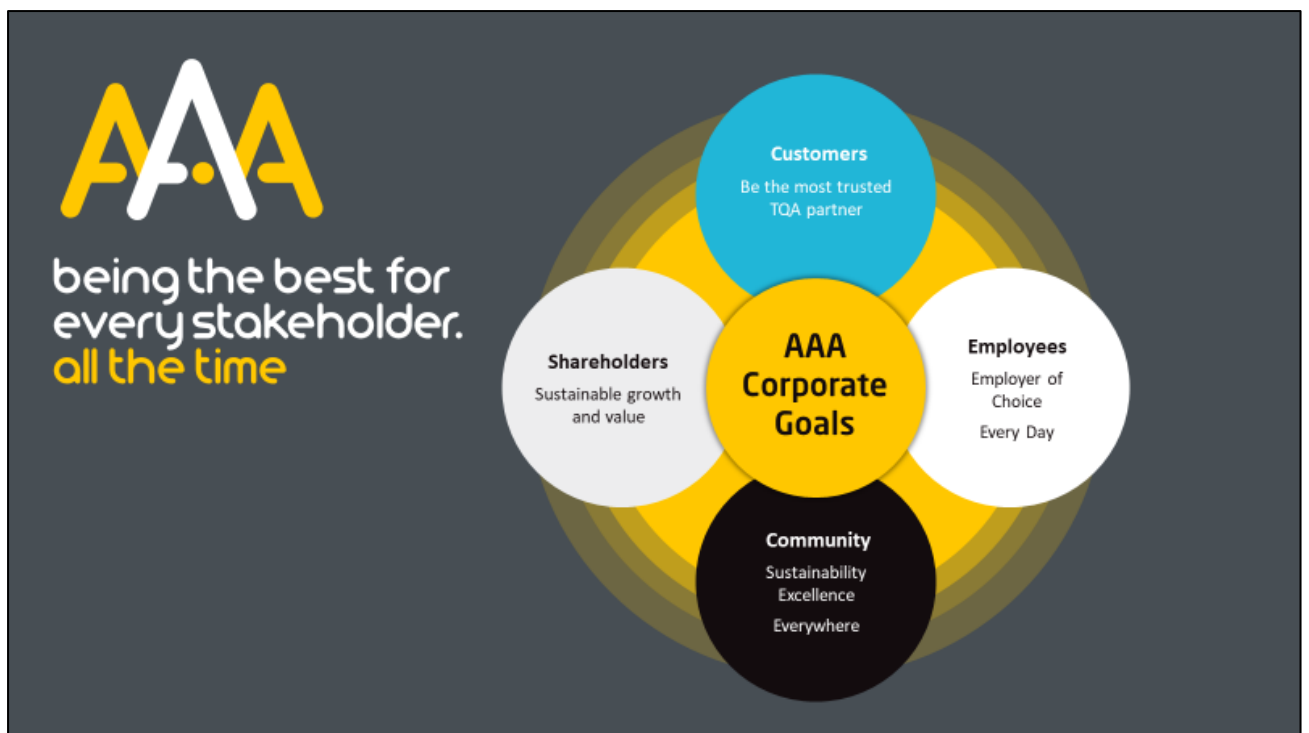 AAA
being the best for
every stakeholder.
all the time
Customers
Be the most trusted
TQA partner
Shareholders
Sustainable growth
and value
AAA
Corporate
Goals
Employees
Employer of
Choice
Every Day
Community
Sustainability
Excellence
Everywhere